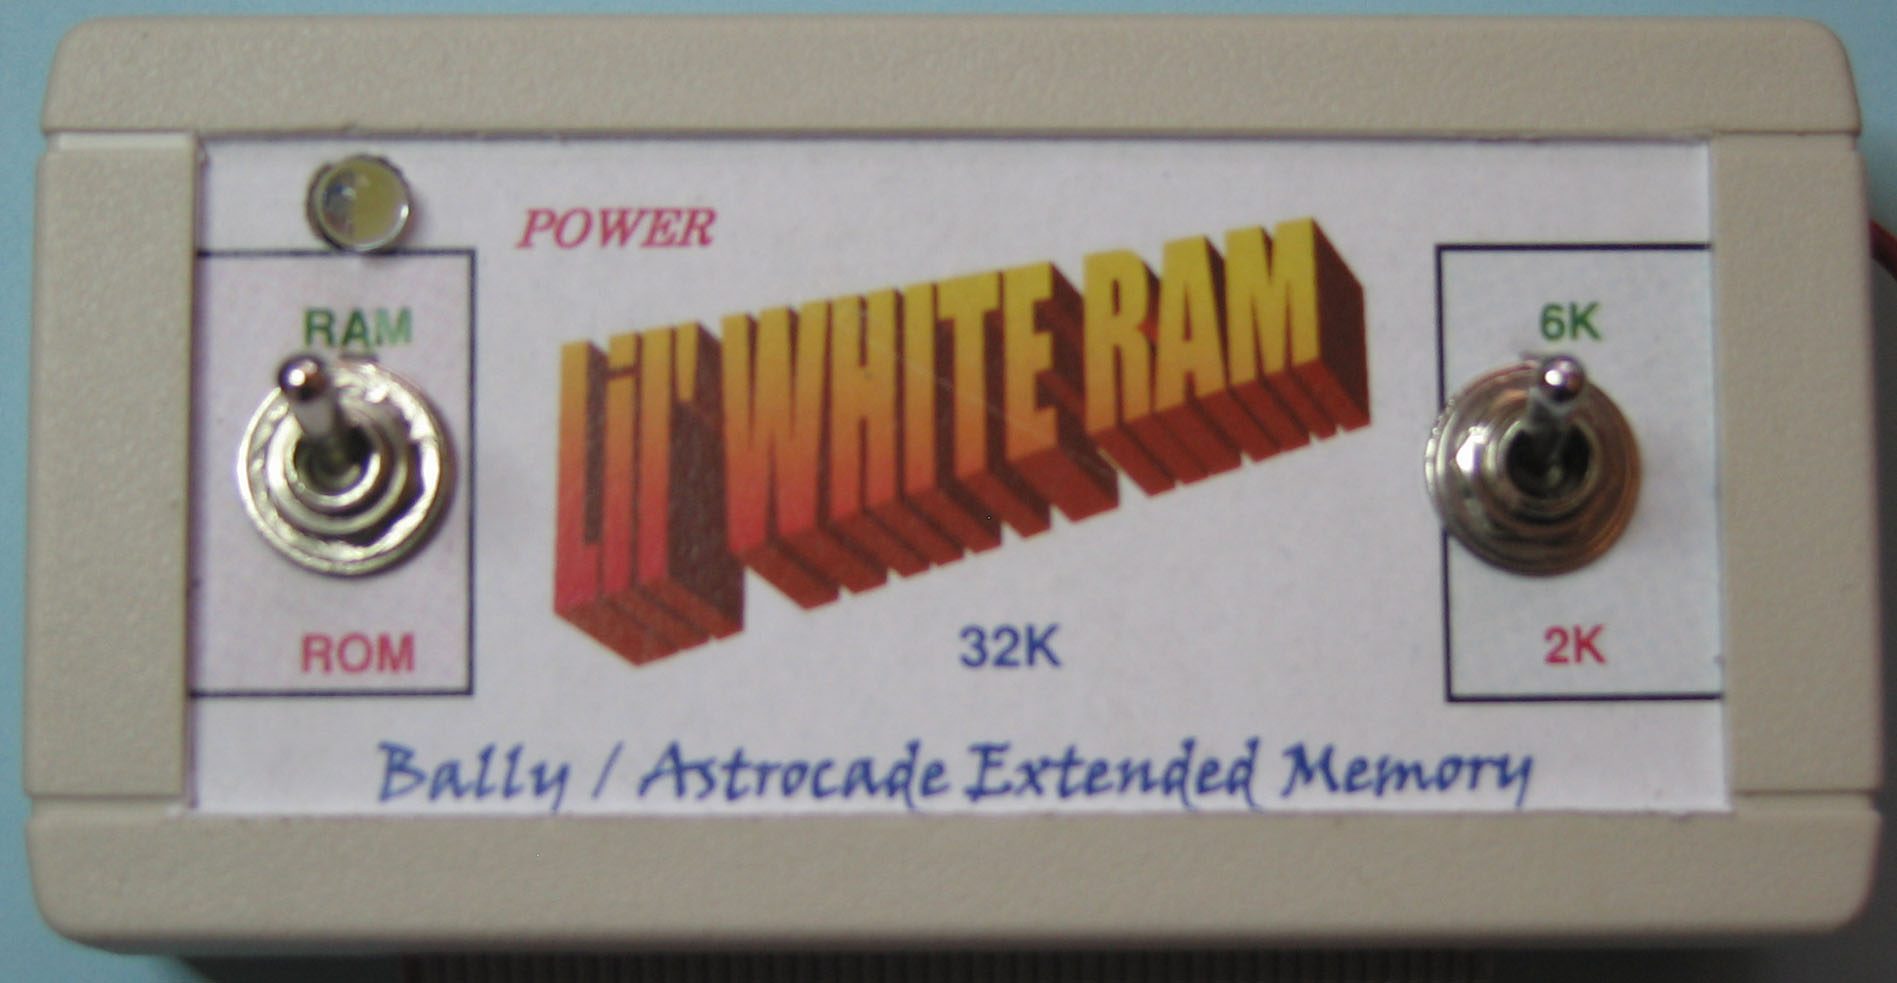 POWER
RAM
ROM
Lil' WHITE RAM
32K
6K
2K
Bally / Astrocade Extended Memory